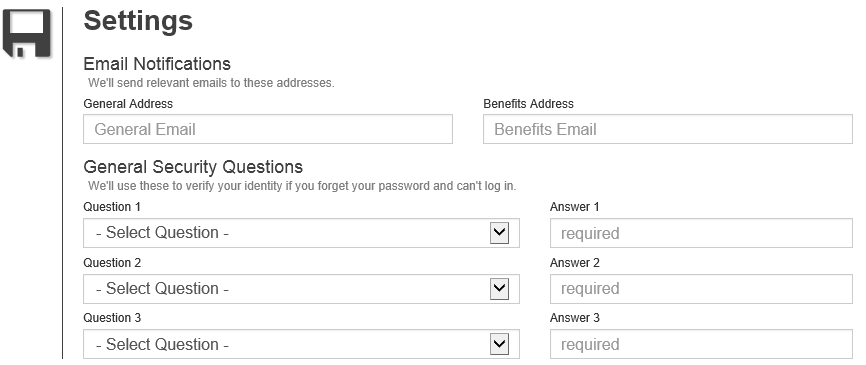 Settings
Email Notifications
We'll send relevant emails to these addresses.
General Address Benefits Address
General Email Benefits Email
General Security Questions
We'll use these to verify your identity if you forget your password and can't log in.
Question 1 Answer 1
- Select Question - required
Question 2 Answer 2
- Select Question - required
Question 3 Answer 3
- Select Question - required